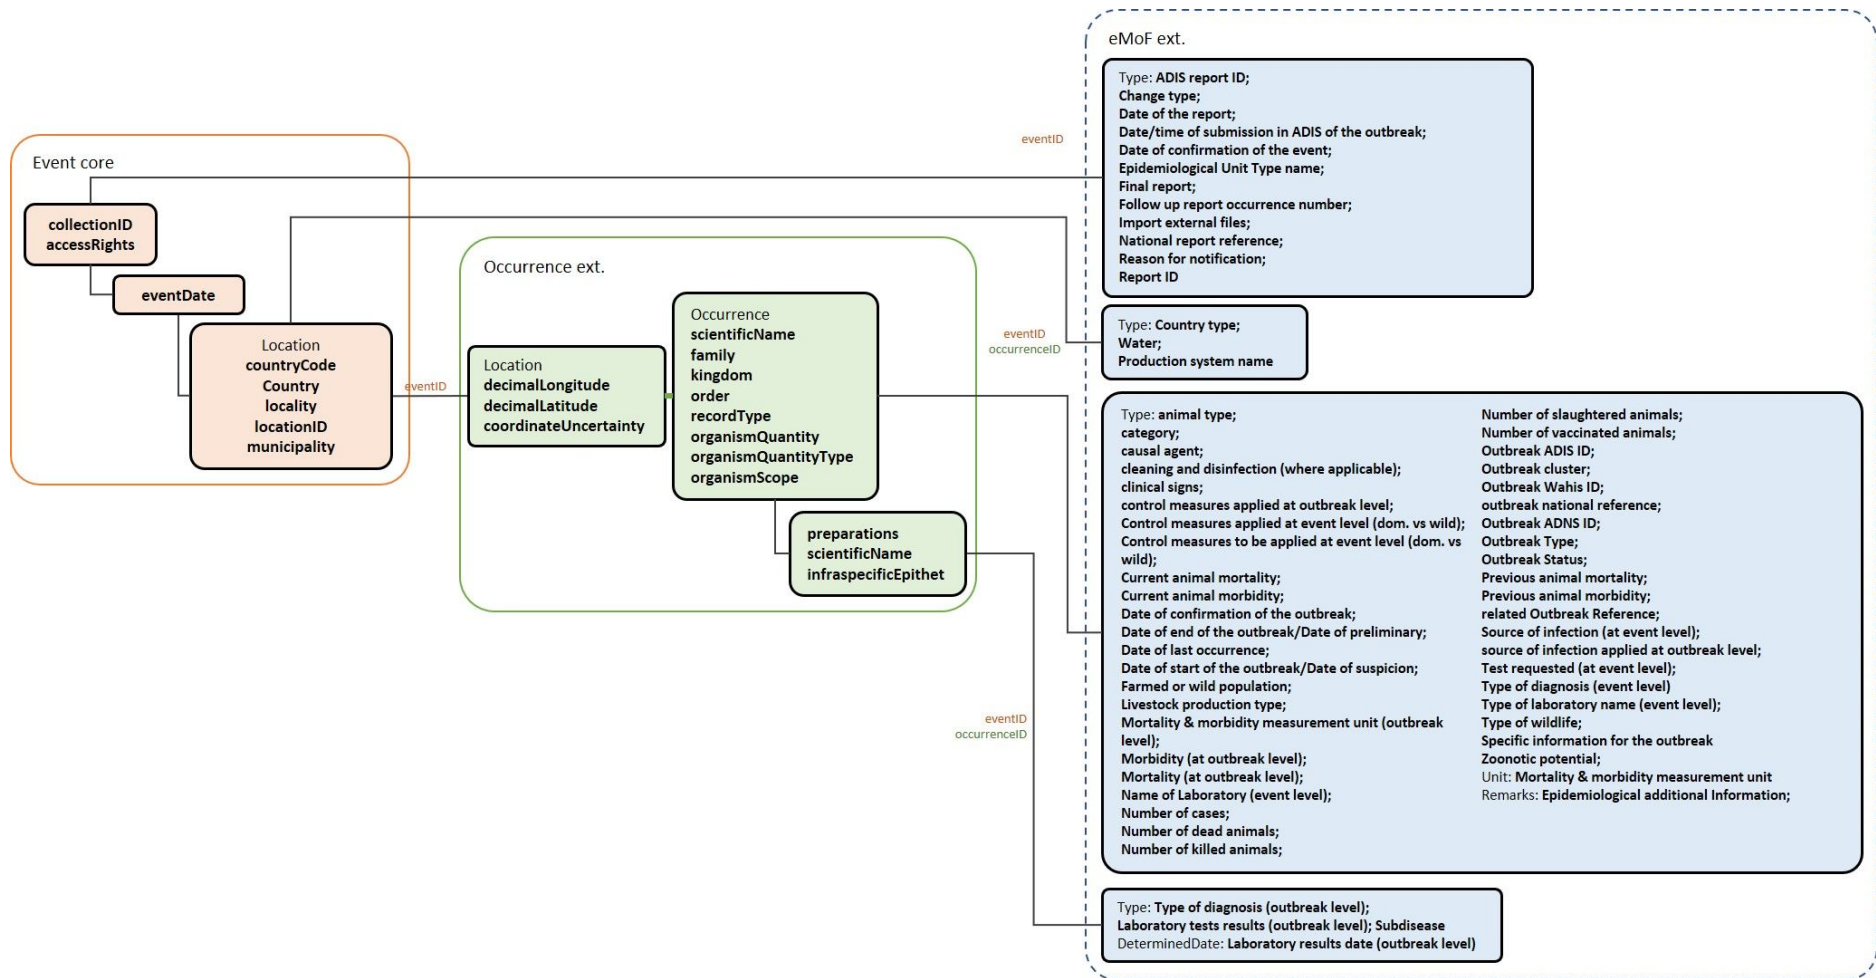 Event core
collectionID
accessRights
eventDate
Location
countryCode
Country
locality
locationID
municipality
eventID
Occurrence ext.
Location
decimalLongitude
decimalLatitude
coordinateUncertainty
Occurrence
scientificName
family
kingdom
order
recordType
organismQuantity
organismQuantityType
organismScope
preparations
scientificName
infraspecificEpithet
eventID
eventID
occurrenceID
eventID
occurrenceID
eMoF ext.
Type: ADIS report ID;
Change type;
Date of the report;
Date/time of submission in ADIS of the outbreak;
Date of confirmation of the event;
Epidemiological Unit Type name;
Final report;
Follow up report occurrence number;
Import external files;
National report reference;
Reason for notification;
Report ID
Type: Country type;
Water;
Production system name
Type: animal type;
category;
causal agent;
cleaning and disinfection (where applicable);
clinical signs;
control measures applied at outbreak level;
Control measures applied at event level (dom. vs wild);
Control measures to be applied at event level (dom. vs
wild);
Current animal mortality;
Current animal morbidity;
Date of confirmation of the outbreak;
Date of end of the outbreak/Date of preliminary;
Date of last occurrence;
Date of start of the outbreak/Date of suspicion;
Farmed or wild population;
Livestock production type;
Mortality & morbidity measurement unit (outbreak
level);
Morbidity (at outbreak level);
Mortality (at outbreak level);
Name of Laboratory (event level);
Number of cases;
Number of dead animals;
Number of killed animals;
Number of slaughtered animals;
Number of vaccinated animals;
Outbreak ADIS ID;
Outbreak cluster;
Outbreak Wahis ID;
outbreak national reference;
Outbreak ADNS ID;
Outbreak Type;
Outbreak Status;
Previous animal mortality;
Previous animal morbidity;
related Outbreak Reference;
Source of infection (at event level);
source of infection applied at outbreak level;
Test requested (at event level);
Type of diagnosis (event level)
Type of laboratory name (event level);
Type of wildlife;
Specific information for the outbreak
Zoonotic potential;
Unit: Mortality & morbidity measurement unit
Remarks: Epidemiological additional Information;
Type: Type of diagnosis (outbreak level);
Laboratory tests results (outbreak level); Subdisease
DeterminedDate: Laboratory results date (outbreak level)